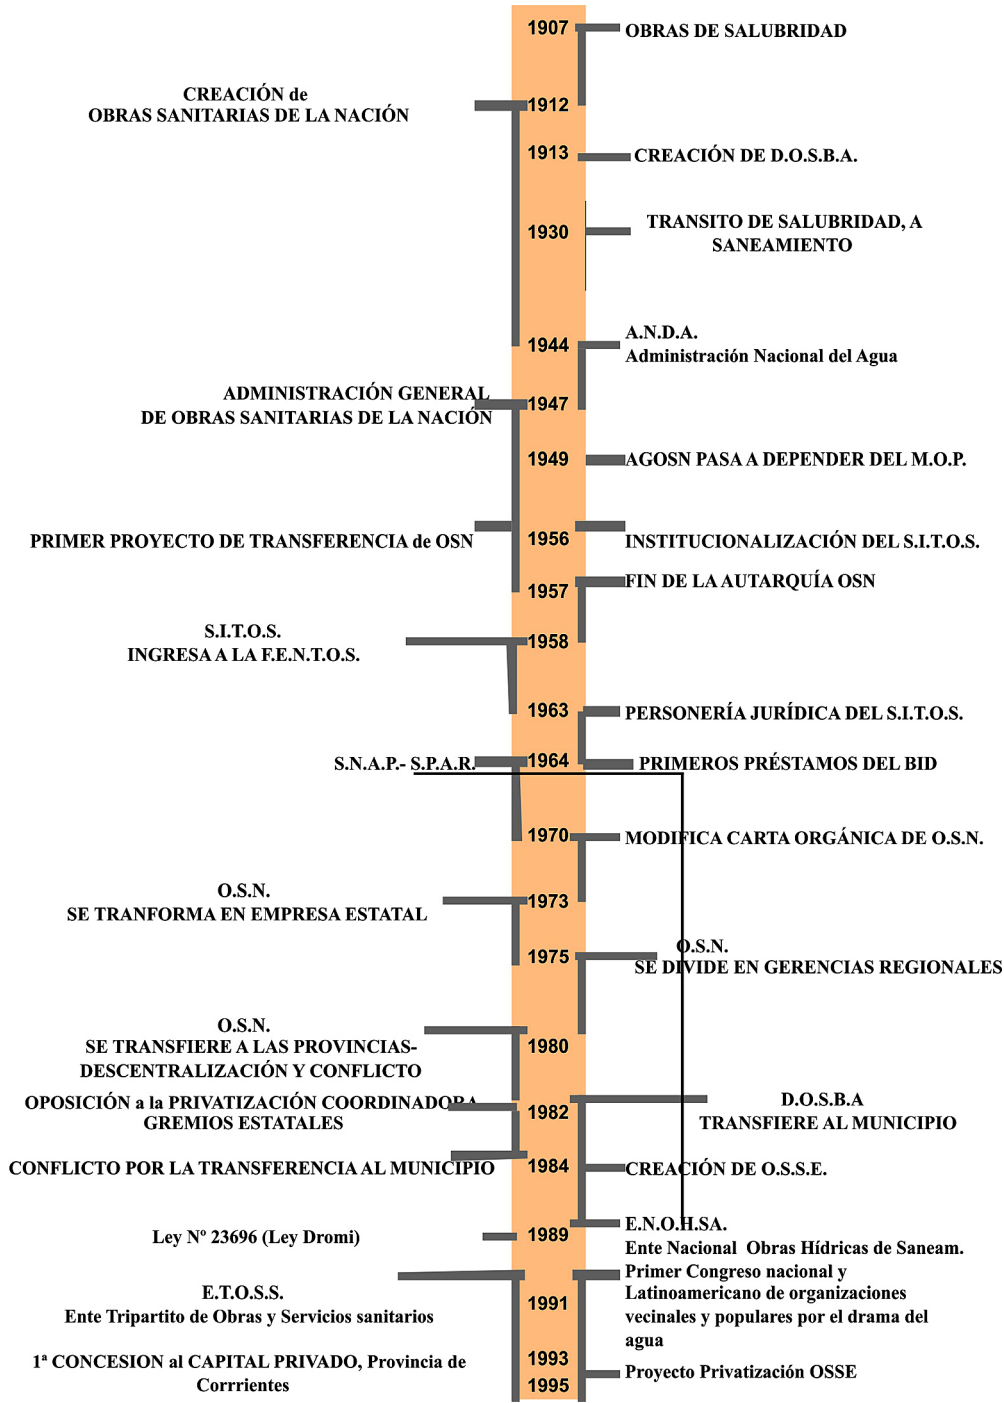 1907
OBRAS DE SALUBRIDAD
CREACIÓN de
OBRAS SANITARIAS DE LA NACIÓN
1912
1913
CREACIÓN DE D.O.S.B.A.
1930
TRANSITO DE SALUBRIDAD, A
SANEAMIENTO
1944
A.N.D.A.
Administración Nacional del Agua
ADMINISTRACIÓN GENERAL
DE OBRAS SANITARIAS DE LA NACIÓN
1947
1949
AGOSN PASA A DEPENDER DEL M.O.P.
PRIMER PROYECTO DE TRANSFERENCIA de OSN
1956
INSTITUCIONALIZACIÓN DEL S.I.T.O.S.
FIN DE LA AUTARQUÍA OSN
1957
S.I.T.O.S.
INGRESA A LA F.E.N.T.O.S.
1958
1963
PERSONERÍA JURÍDICA DEL S.I.T.O.S.
S.N.A.P.- S.P.A.R.
1964
PRIMEROS PRÉSTAMOS DEL BID
1970
MODIFICA CARTA ORGÁNICA DE O.S.N.
O.S.N.
SE TRANFORMA EN EMPRESA ESTATAL
1973
1975
O.S.N.
SE DIVIDE EN GERENCIAS REGIONALES
O.S.N.
SE TRANSFIERE A LAS PROVINCIAS-
DESCENTRALIZACIÓN Y CONFLICTO
1980
OPOSICIÓN a la PRIVATIZACIÓN COORDINADORA
GREMIOS ESTATALES
1982
D.O.S.B.A
TRANSFIERE AL MUNICIPIO
CONFLICTO POR LA TRANSFERENCIA AL MUNICIPIO
1984
CREACIÓN DE O.S.S.E.
Ley Nº 23696 (Ley Dromi)
1989
E.N.O.H.SA.
Ente Nacional Obras Hídricas de Saneam.
E.T.O.S.S.
Ente Tripartito de Obras y Servicios sanitarios
1991
Primer Congreso nacional y
Latinoamericano de organizaciones
vecinales y populares por el drama del
agua
1ª CONCESION al CAPITAL PRIVADO, Provincia de
Corrrientes
1993
1995
Proyecto Privatización OSSE